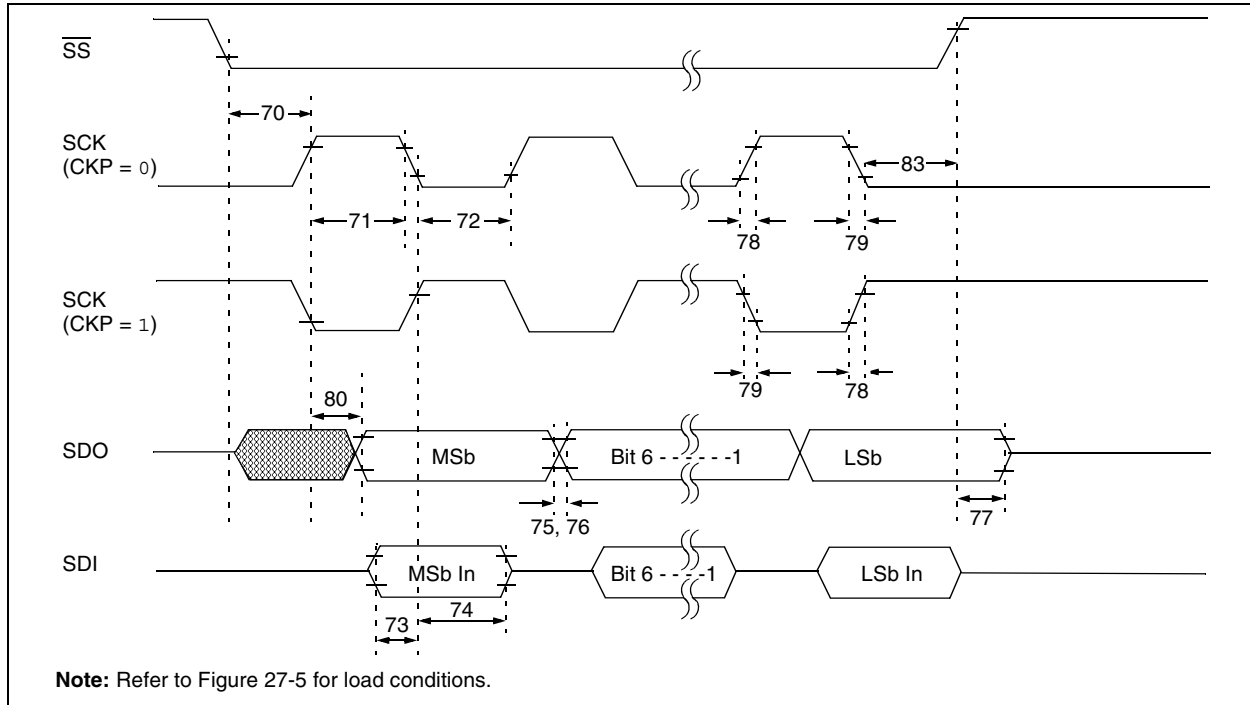 SS
70
SCK
(CKP = 0)
83
71
72
78
79
SCK
(CKP = 1)
79
78
80
SDO
MSb
Bit 6 - - - - - -1
LSb
75, 76
77
SDI
MSb In
Bit 6 - - - - -1
LSb In
74
73
Note: Refer to Figure 27-5 for load conditions.